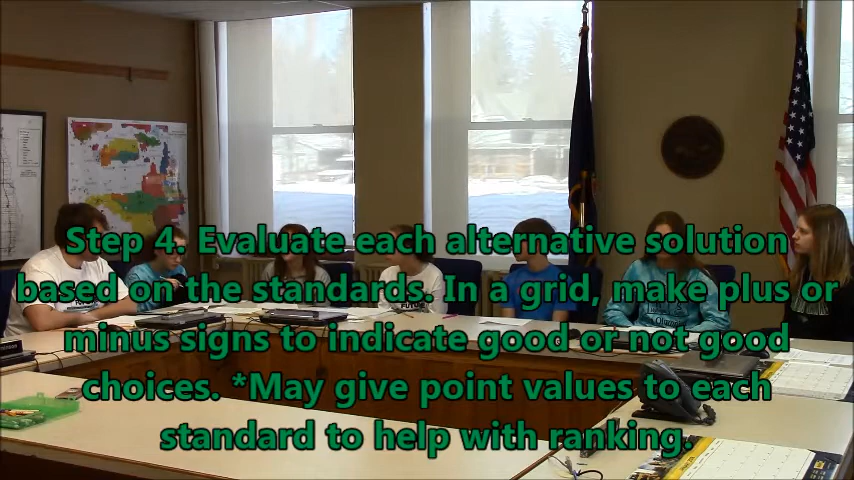 Step 4. Evaluate each alternative solution
based on the standards. In a grid, make plus or
minus signs to indicate good or not good
choices. *May give point values to each
standard to help with ranking.